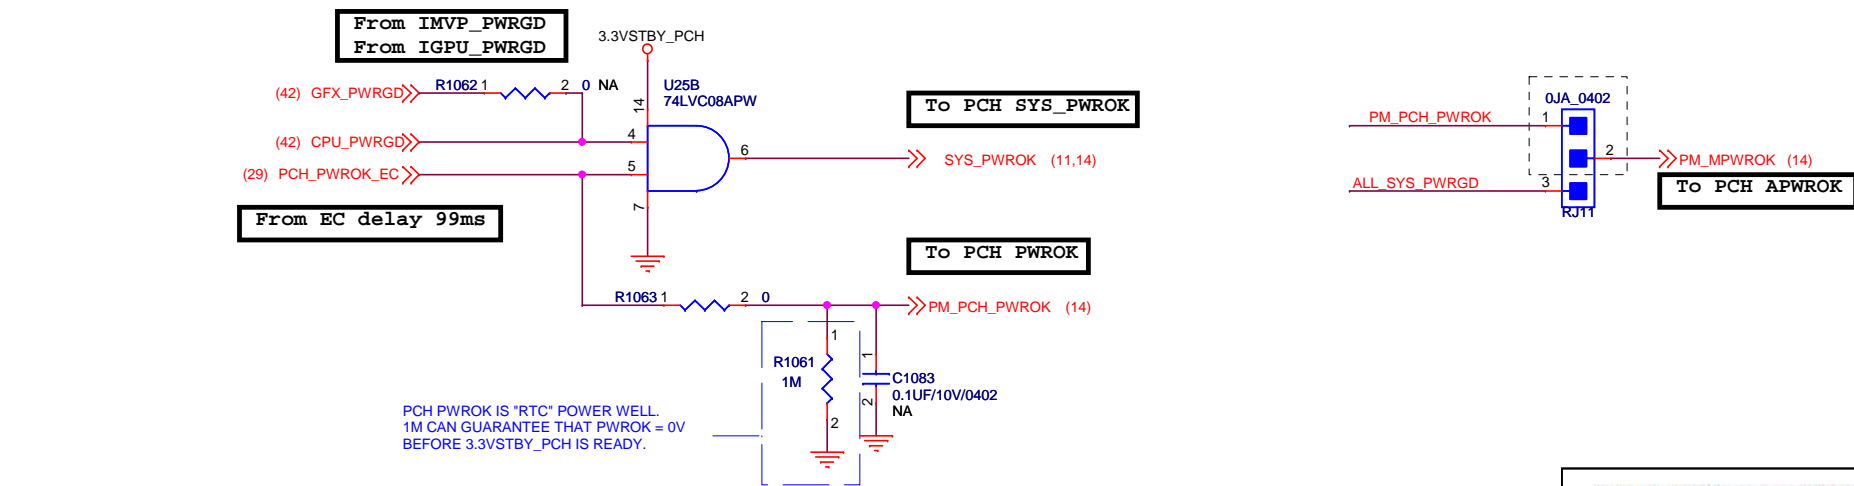 From IMVP_PWRGD
From IGPU_PWRGD
3.3VSTBY_PCH
(42) GFX_PWRGD
R1062 1 2 0 NA
U25B
74LVC08APW
14
(42) CPU_PWRGD
4
(29) PCH_PWROK_EC
5
6
7
To PCH SYS_PWROK
SYS_PWROK (11,14)
From EC delay 99ms
To PCH PWROK
R1063 1 2 0
PM_PCH_PWROK (14)
R1061
1M
1
2
1
2
C1083
0.1UF/10V/0402
NA
PCH PWROK IS "RTC" POWER WELL.
1M CAN GUARANTEE THAT PWROK = 0V
BEFORE 3.3VSTBY_PCH IS READY.
0JA_0402
PM_PCH_PWROK 1
2 PM_MPWROK (14)
ALL_SYS_PWRGD 3
RJ11
To PCH APWROK